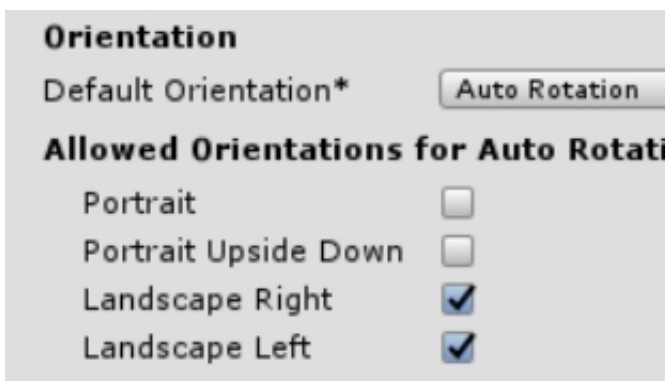 Orientation
Default Orientation* Auto Rotation
Allowed Orientations for Auto Rotati
Portrait
Portrait Upside Down
Landscape Right
Landscape Left